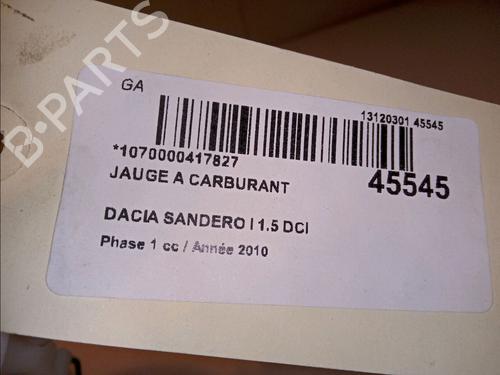 B-PARTS
GA
13120301 45545
*1070000417827
45545
JAUGE A CARBURANT
DACIA SANDERO I 1.5 DCI
Phase 1 cc / Année 2010